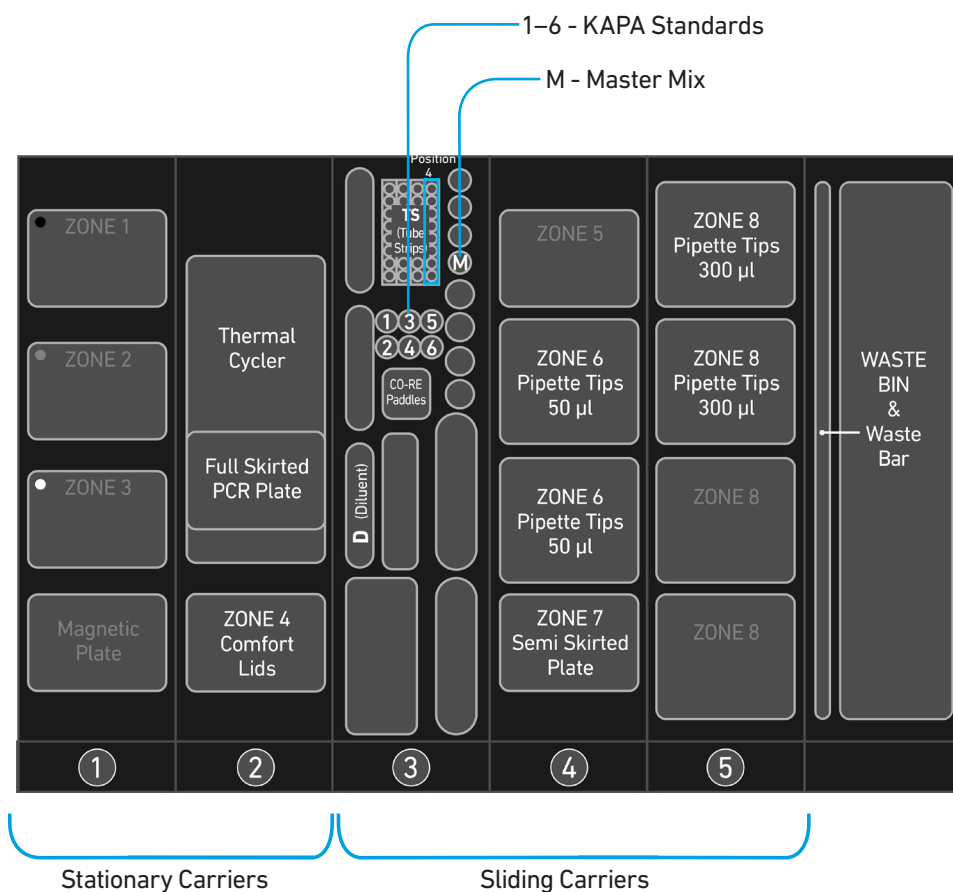 1–6 - KAPA Standards
M - Master Mix
ZONE 1
ZONE 2
ZONE 3
Magnetic
Plate
Thermal
Cycler
Full Skirted
PCR Plate
ZONE 4
Comfort
Lids
Position
4
TS
(Tube
Strips)
M
1 3 5
2 4 6
CO-RE
Paddles
D (Diluent)
ZONE 5
ZONE 6
Pipette Tips
50 µl
ZONE 6
Pipette Tips
50 µl
ZONE 7
Semi Skirted
Plate
ZONE 8
Pipette Tips
300 µl
ZONE 8
Pipette Tips
300 µl
ZONE 8
ZONE 8
WASTE
BIN
&
Waste
Bar
1
2
3
4
5
Stationary Carriers
Sliding Carriers